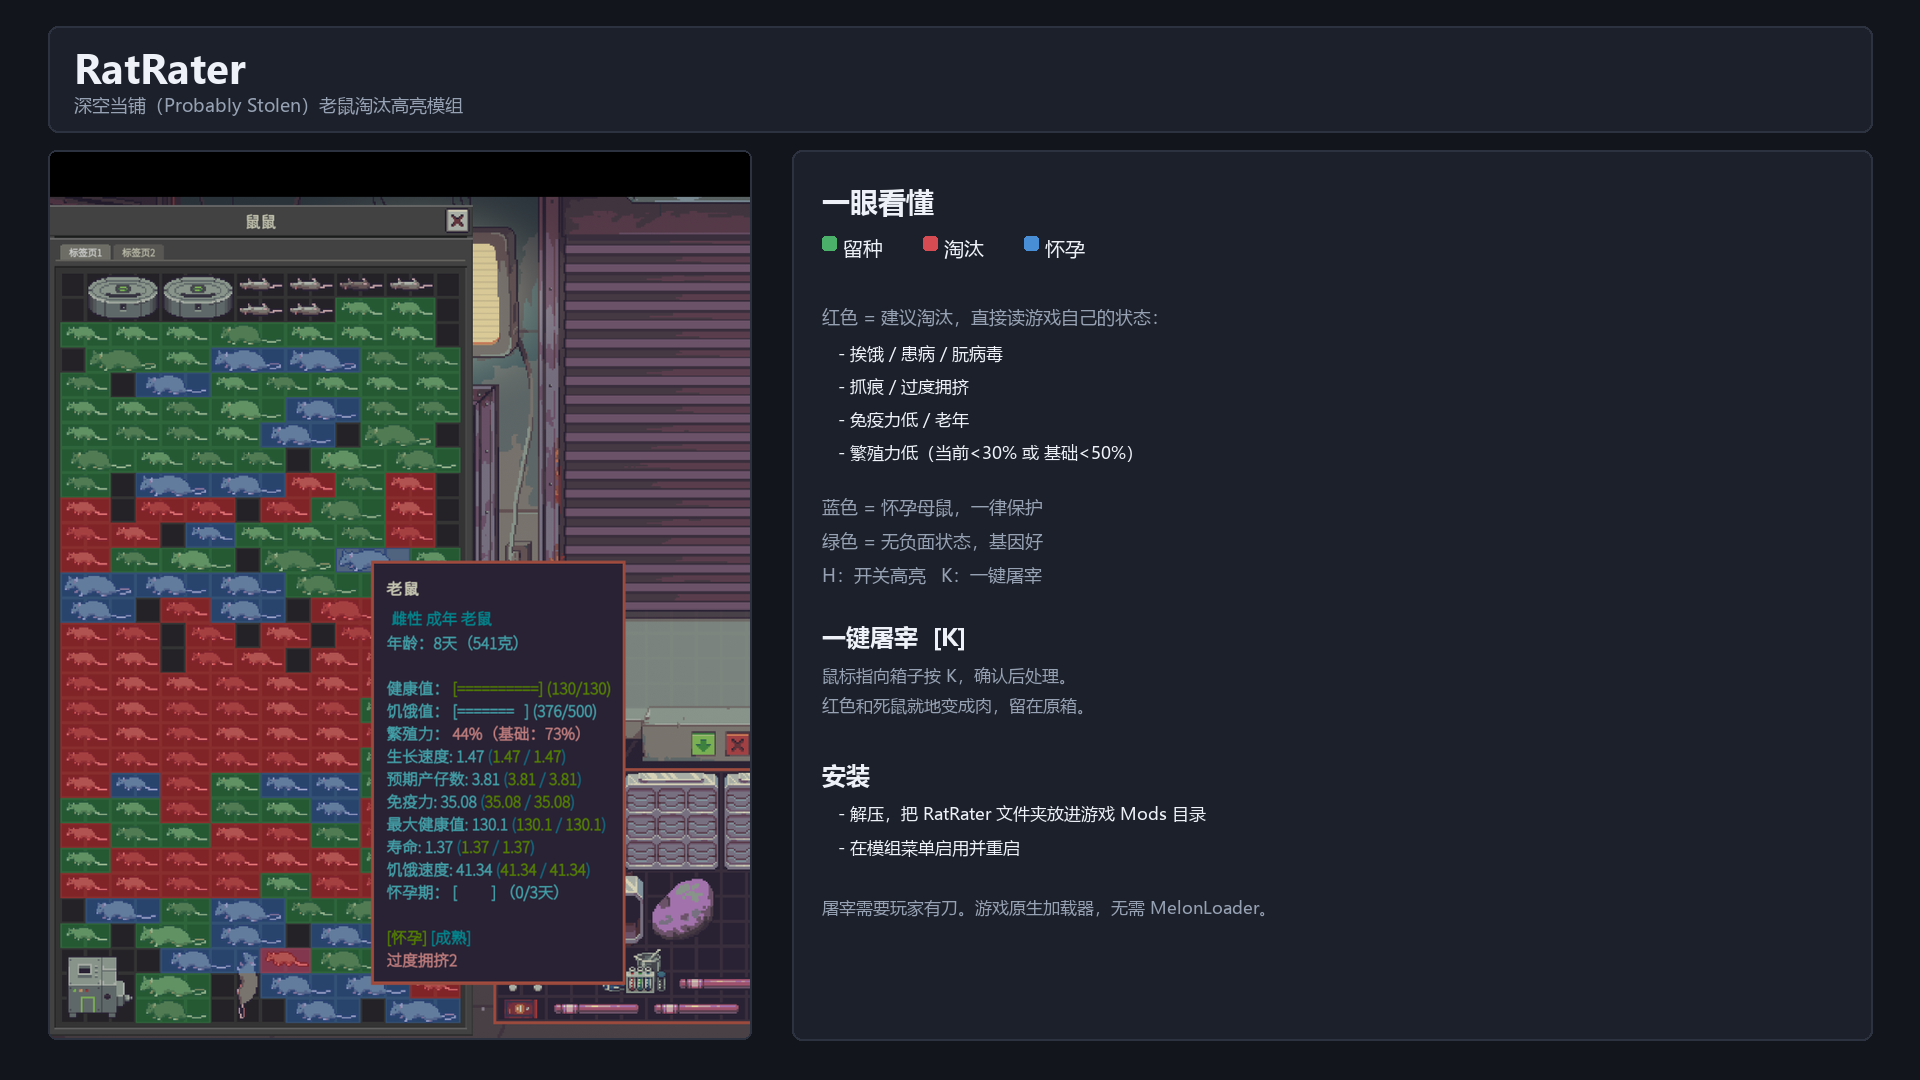 RatRater
深空当铺（Probably Stolen）老鼠淘汰高亮模组
鼠鼠
标签页1 标签页2
老鼠
雌性 成年 老鼠
年龄：8天（541克）
健康值： [==========] (130/130)
饥饿值： [======= ] (376/500)
繁殖力： 44%（基础：73%）
生长速度: 1.47 (1.47 / 1.47)
预期产仔数: 3.81 (3.81 / 3.81)
免疫力: 35.08 (35.08 / 35.08)
最大健康值: 130.1 (130.1 / 130.1)
寿命: 1.37 (1.37 / 1.37)
饥饿速度: 41.34 (41.34 / 41.34)
怀孕期： [ ] （0/3天）
[怀孕] [成熟]
过度拥挤2
一眼看懂
留种 淘汰 怀孕
红色 = 建议淘汰，直接读游戏自己的状态：
- 挨饿 / 患病 / 朊病毒
- 抓痕 / 过度拥挤
- 免疫力低 / 老年
- 繁殖力低（当前<30% 或 基础<50%）
蓝色 = 怀孕母鼠，一律保护
绿色 = 无负面状态，基因好
H： 开关高亮 K： 一键屠宰
一键屠宰 [K]
鼠标指向箱子按 K，确认后处理。
红色和死鼠就地变成肉，留在原箱。
安装
- 解压，把 RatRater 文件夹放进游戏 Mods 目录
- 在模组菜单启用并重启
屠宰需要玩家有刀。游戏原生加载器，无需 MelonLoader。